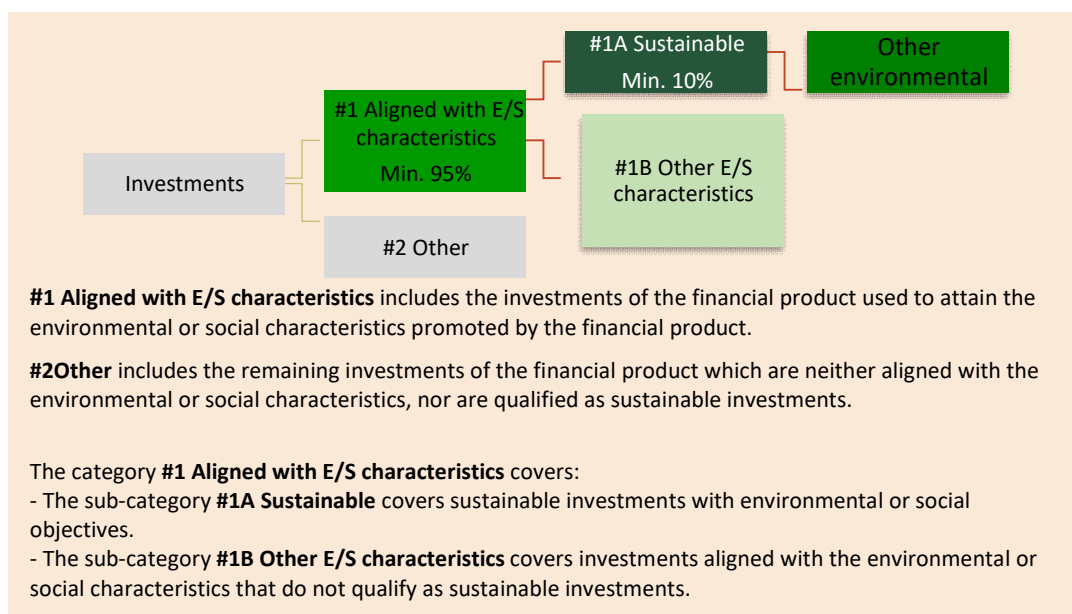 #1A Sustainable
Min. 10%
Other
environmental
#1 Aligned with E/S
characteristics
Min. 95%
#1B Other E/S
characteristics
Investments
#2 Other
#1 Aligned with E/S characteristics includes the investments of the financial product used to attain the
environmental or social characteristics promoted by the financial product.
#2Other includes the remaining investments of the financial product which are neither aligned with the
environmental or social characteristics, nor are qualified as sustainable investments.
The category #1 Aligned with E/S characteristics covers:
- The sub-category #1A Sustainable covers sustainable investments with environmental or social
objectives.
- The sub-category #1B Other E/S characteristics covers investments aligned with the environmental or
social characteristics that do not qualify as sustainable investments.